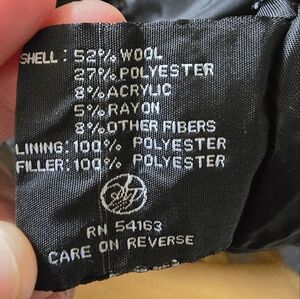 SHELL: 52% WOOL
27% POLYESTER
8% ACRYLIC
5% RAYON
8% OTHER FIBERS
LINING: 100% POLYESTER
FILLER: 100% POLYESTER
RN 54163
CARE ON REVERSE